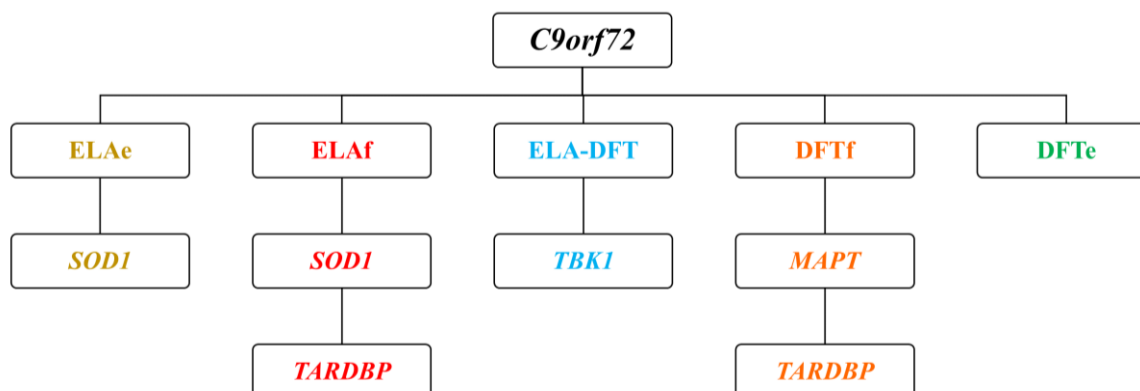 C9orf72
ELAe
ELAf
ELA-DFT
DFTf
DFTe
SOD1
SOD1
TBK1
MAPT
TARDBP
TARDBP